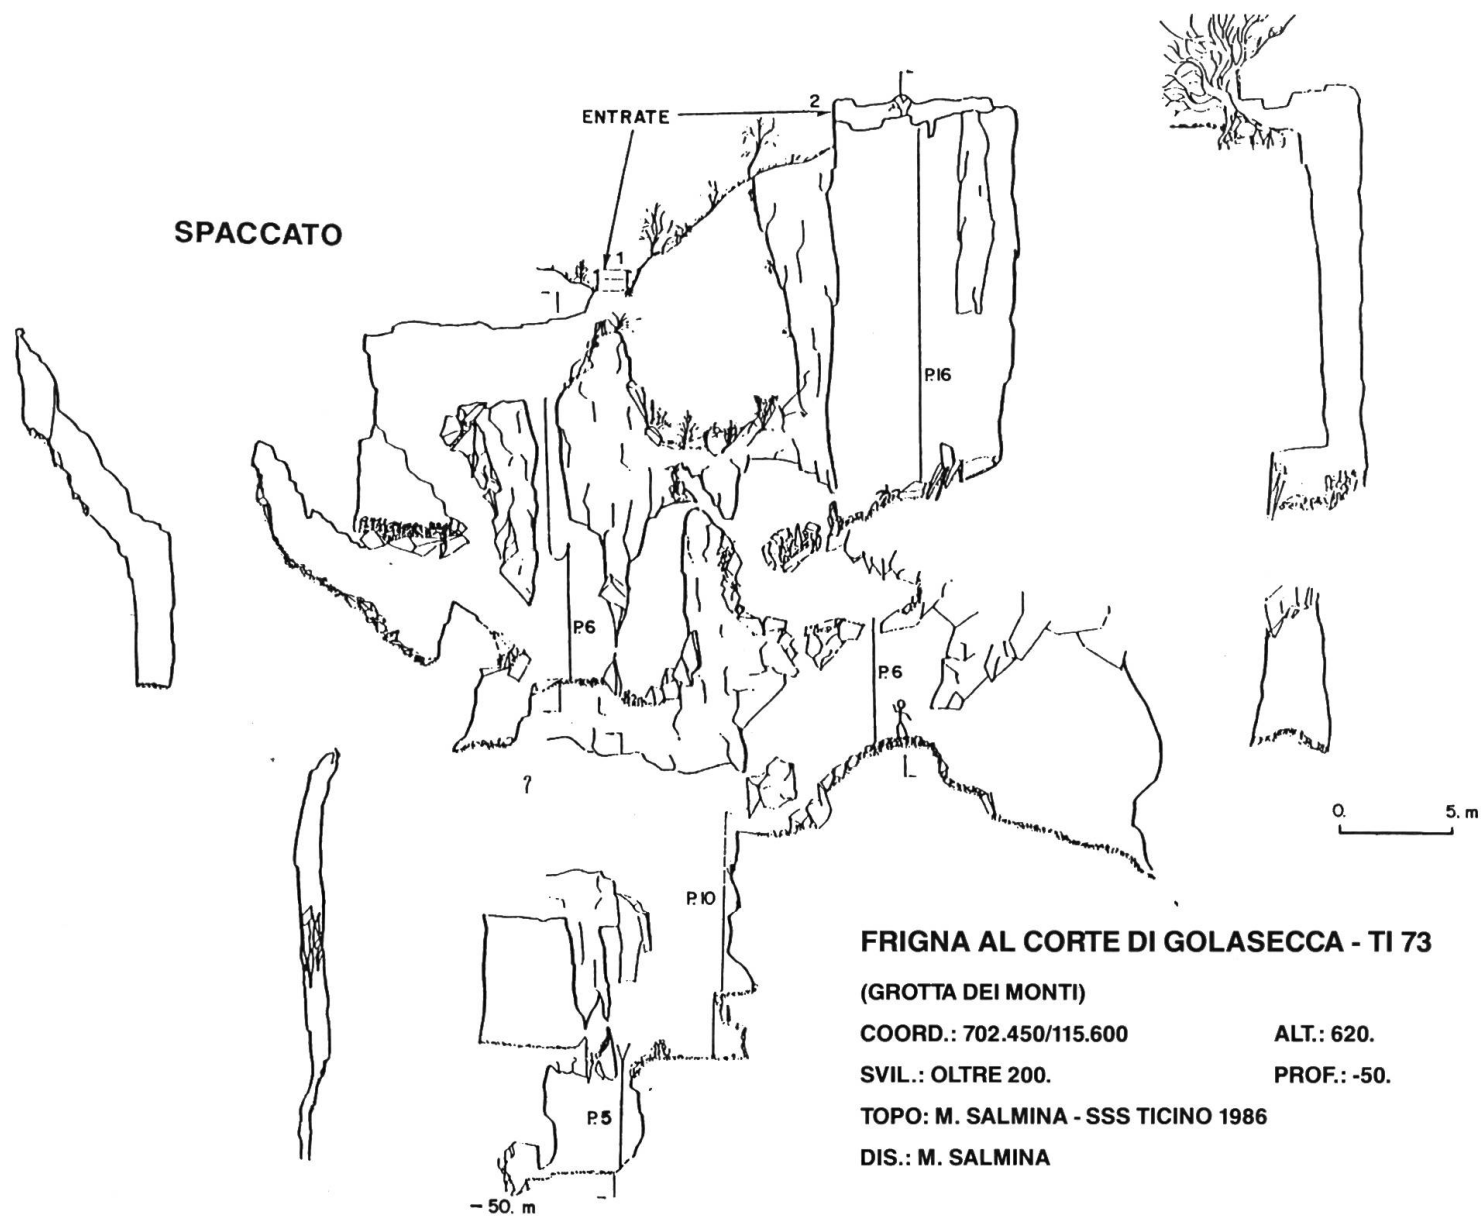 2
ENTRATE
SPACCATO
1
P.16
P.6
P.6
?
0. 5. m
P.10
FRIGNA AL CORTE DI GOLASECCA - TI 73
(GROTTA DEI MONTI)
COORD.: 702.450/115.600 ALT.: 620.
SVIL.: OLTRE 200. PROF.: -50.
TOPO: M. SALMINA - SSS TICINO 1986
P.5
DIS.: M. SALMINA
- 50. m